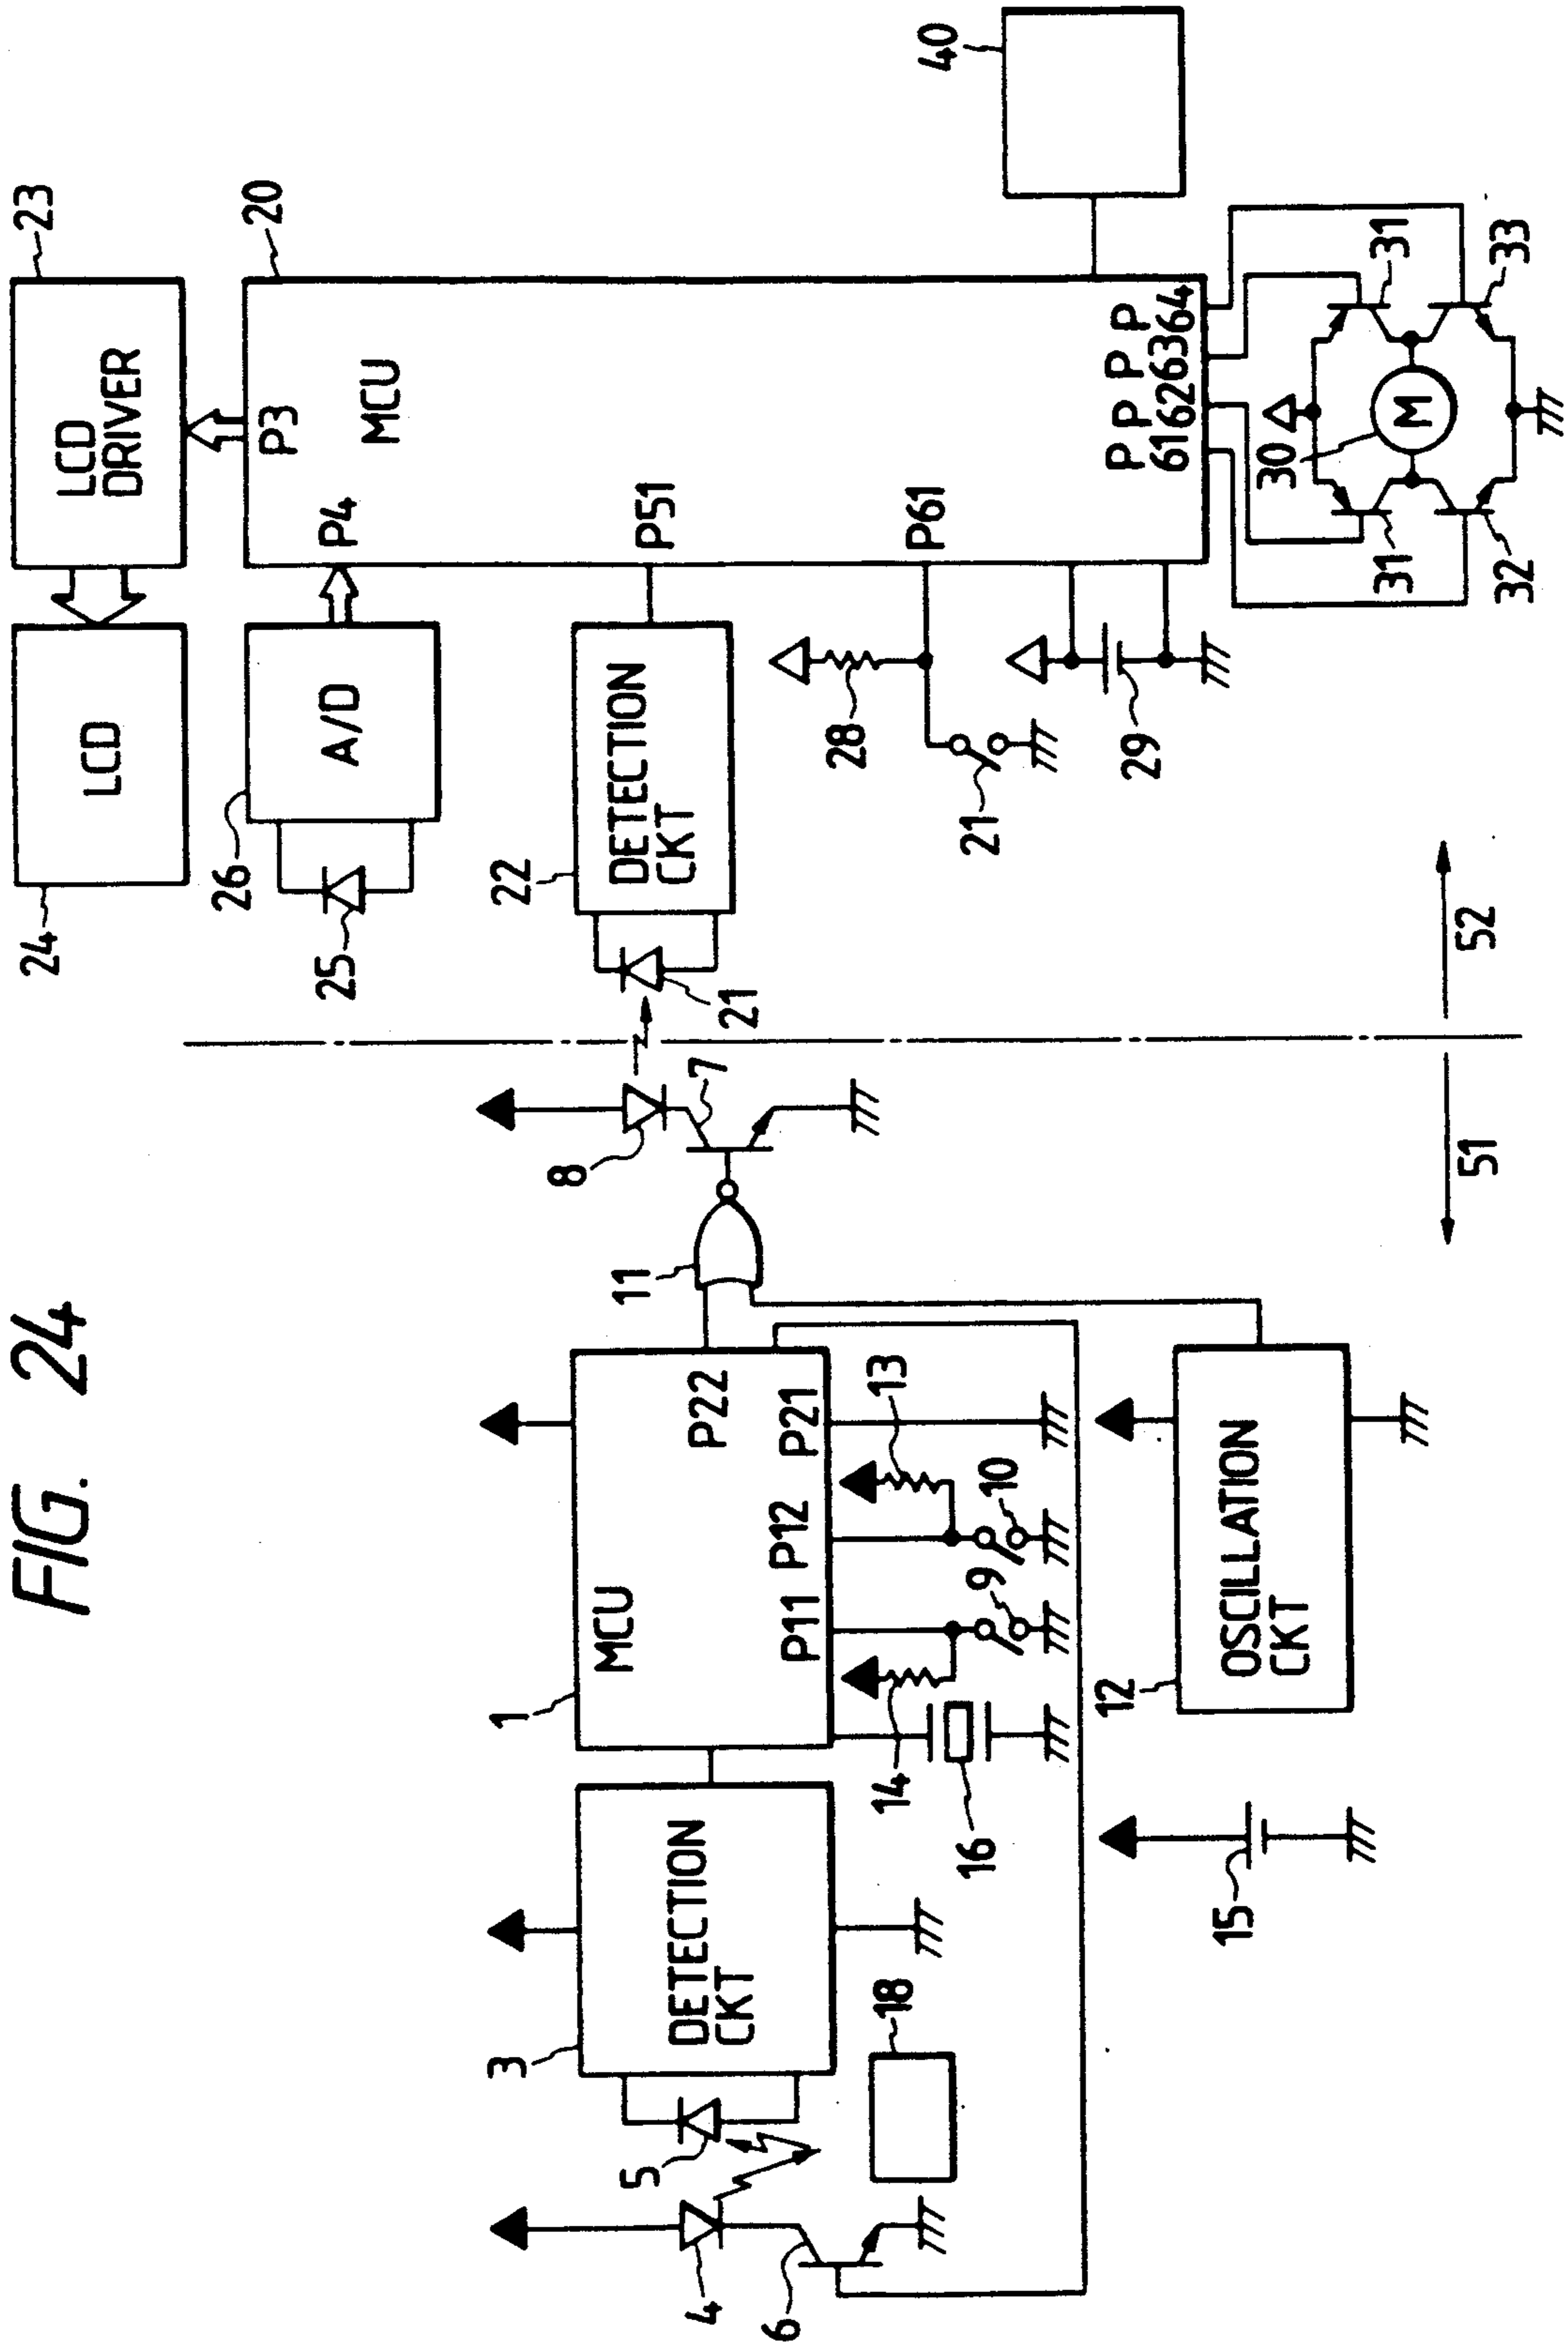 FIG. 24
24
LCD
LCD
DRIVER
23
26
25
A/D
P4
P3
20
MCU
22
21
DETECTION
CKT
P51
28
21
P61
29
40
P P P P
61 62 63 64
30
M
31
31
32
33
51
52
8
7
11
1
MCU
P22
P11
P12
P21
13
14
10
9
16
3
DETECTION
CKT
5
4
6
18
12
OSCILLATION
CKT
15